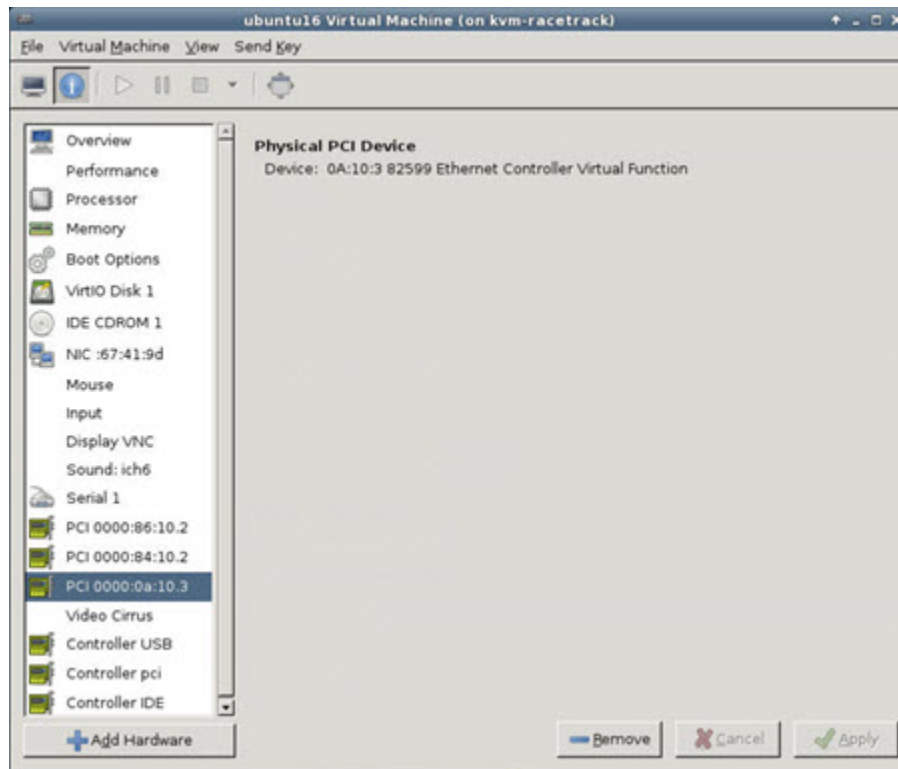 ubuntu16 Virtual Machine (on kvm-racetrack)
File Virtual Machine View Send Key
Overview
Performance
Processor
Memory
Boot Options
VirtIO Disk 1
IDE CDROM 1
NIC :67:41:9d
Mouse
Input
Display VNC
Sound: ich6
Serial 1
PCI 0000:86:10.2
PCI 0000:84:10.2
PCI 0000:0a:10.3
Video Cirrus
Controller USB
Controller pci
Controller IDE
Add Hardware
Physical PCI Device
Device: 0A:10:3 82599 Ethernet Controller Virtual Function
Remove Cancel Apply